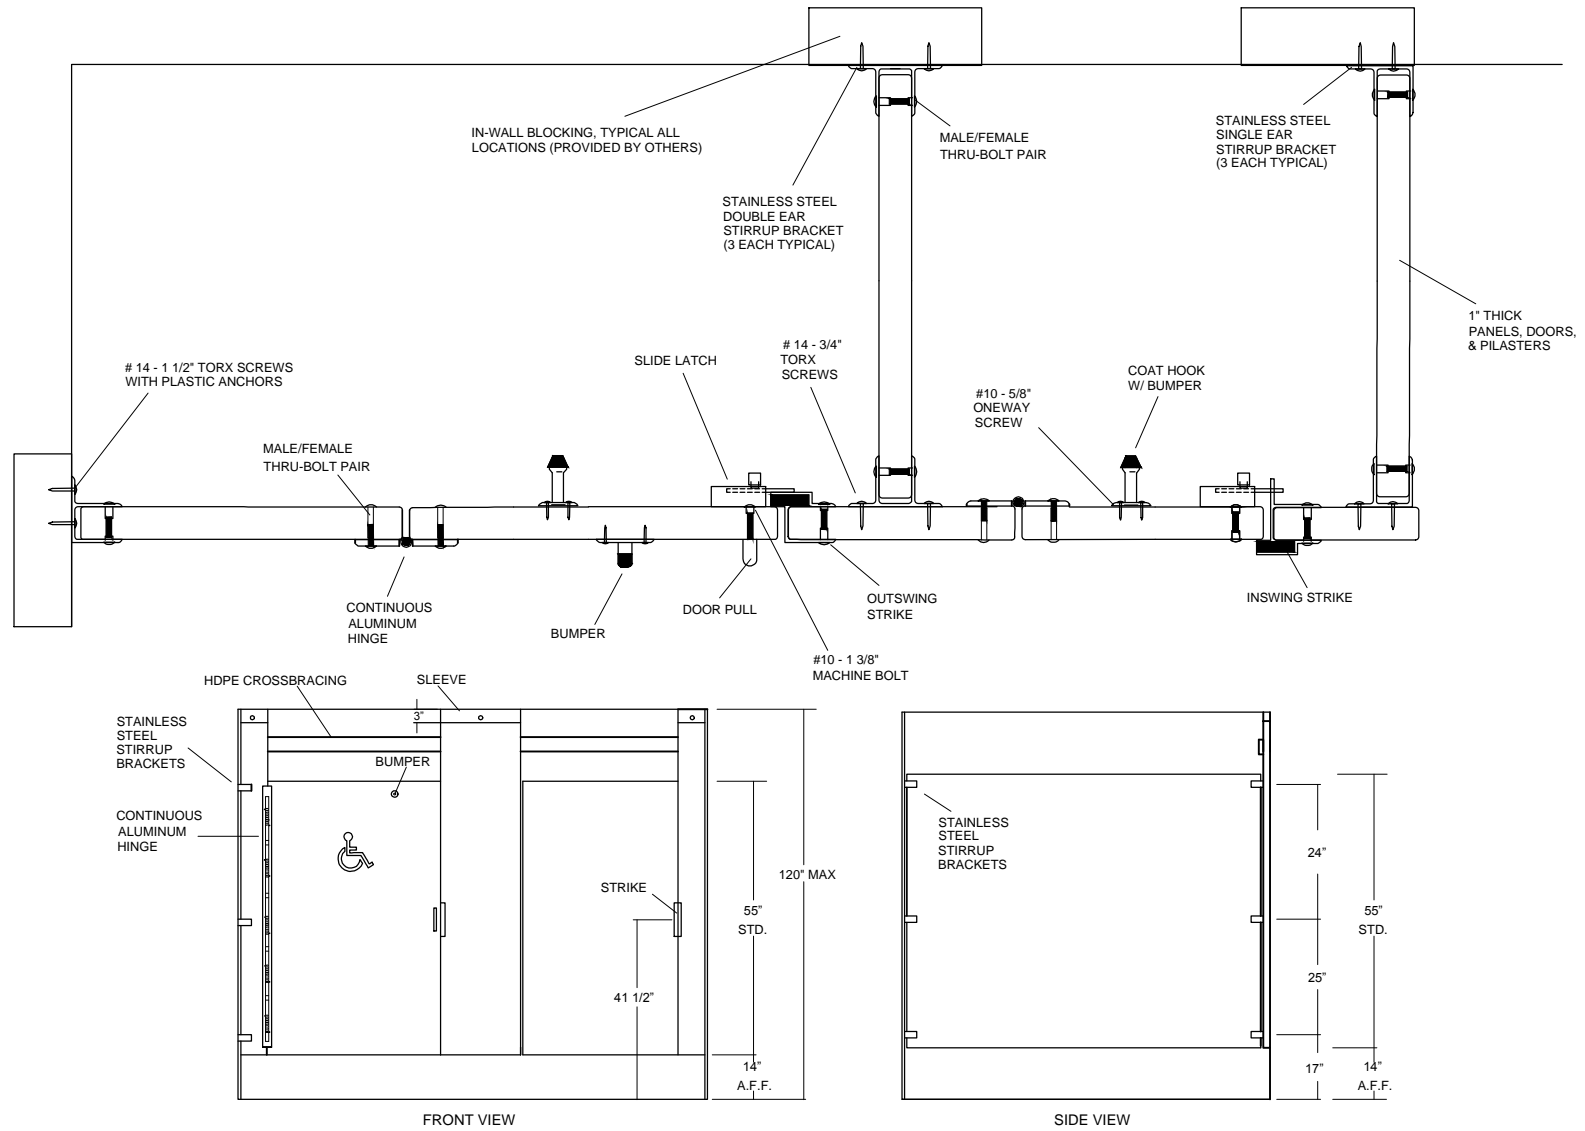 IN-WALL BLOCKING, TYPICAL ALL
LOCATIONS (PROVIDED BY OTHERS)
MALE/FEMALE
THRU-BOLT PAIR
STAINLESS STEEL
SINGLE EAR
STIRRUP BRACKET
(3 EACH TYPICAL)
STAINLESS STEEL
DOUBLE EAR
STIRRUP BRACKET
(3 EACH TYPICAL)
1" THICK
PANELS, DOORS,
& PILASTERS
# 14 - 1 1/2" TORX SCREWS
WITH PLASTIC ANCHORS
SLIDE LATCH
# 14 - 3/4"
TORX
SCREWS
#10 - 5/8"
ONEWAY
SCREW
COAT HOOK
W/ BUMPER
MALE/FEMALE
THRU-BOLT PAIR
CONTINUOUS
ALUMINUM
HINGE
BUMPER
DOOR PULL
OUTSWING
STRIKE
INSWING STRIKE
#10 - 1 3/8"
MACHINE BOLT
HDPE CROSSBRACING
SLEEVE
3"
STAINLESS
STEEL
STIRRUP
BRACKETS
BUMPER
CONTINUOUS
ALUMINUM
HINGE
STRIKE
41 1/2”
55”
STD.
120" MAX
14”
A.F.F.
FRONT VIEW
STAINLESS
STEEL
STIRRUP
BRACKETS
24”
25”
17”
55”
STD.
14”
A.F.F.
SIDE VIEW